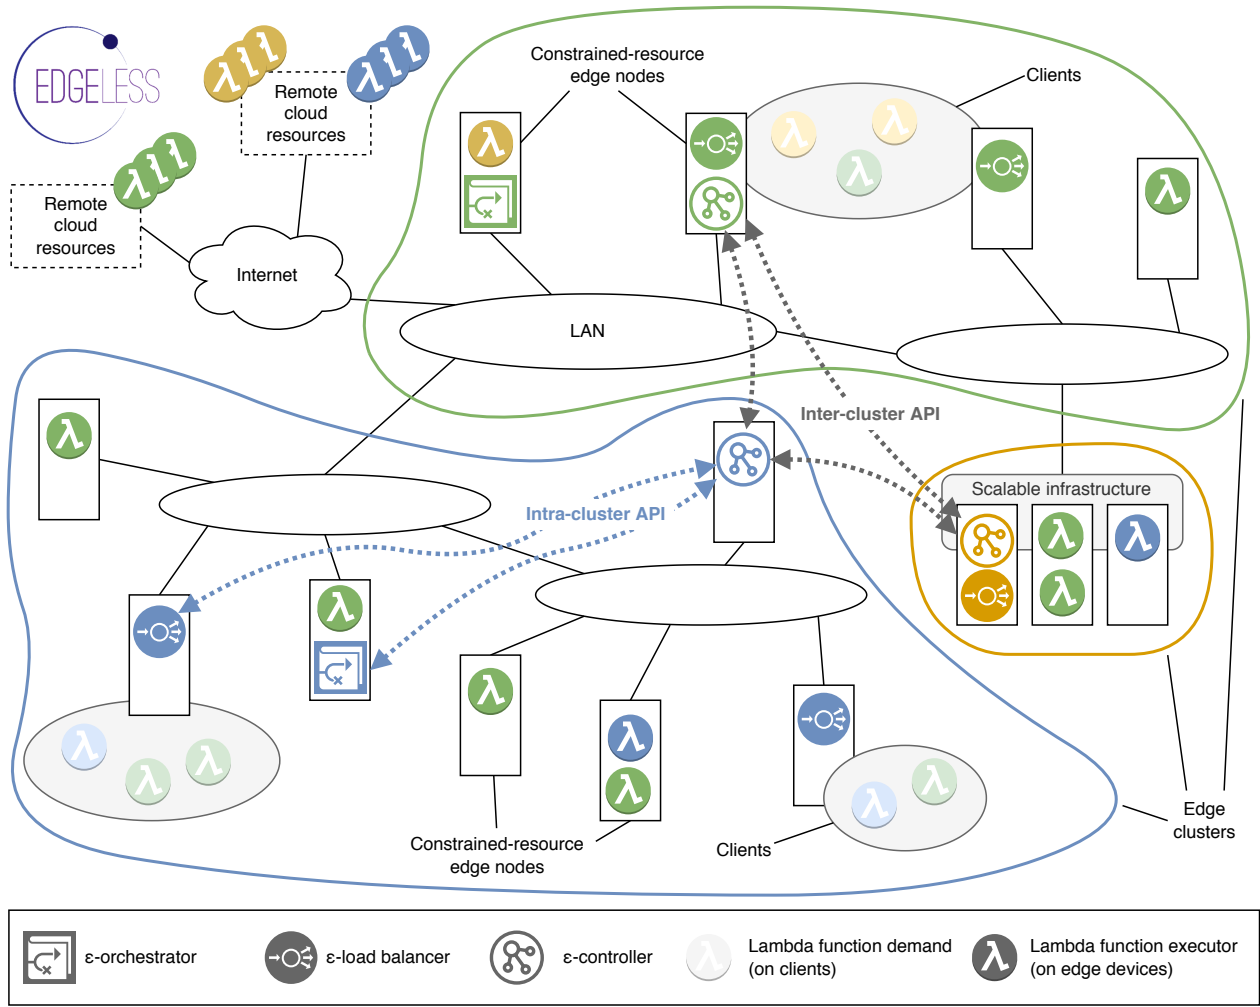 EDGELESS
Remote
cloud
resources
Constrained-resource
edge nodes
Clients
Remote
cloud
resources
Internet
LAN
Inter-cluster API
Scalable infrastructure
Intra-cluster API
Edge
clusters
Constrained-resource
edge nodes
Clients
ε-orchestrator
ε-load balancer
ε-controller
Lambda function demand
(on clients)
Lambda function executor
(on edge devices)